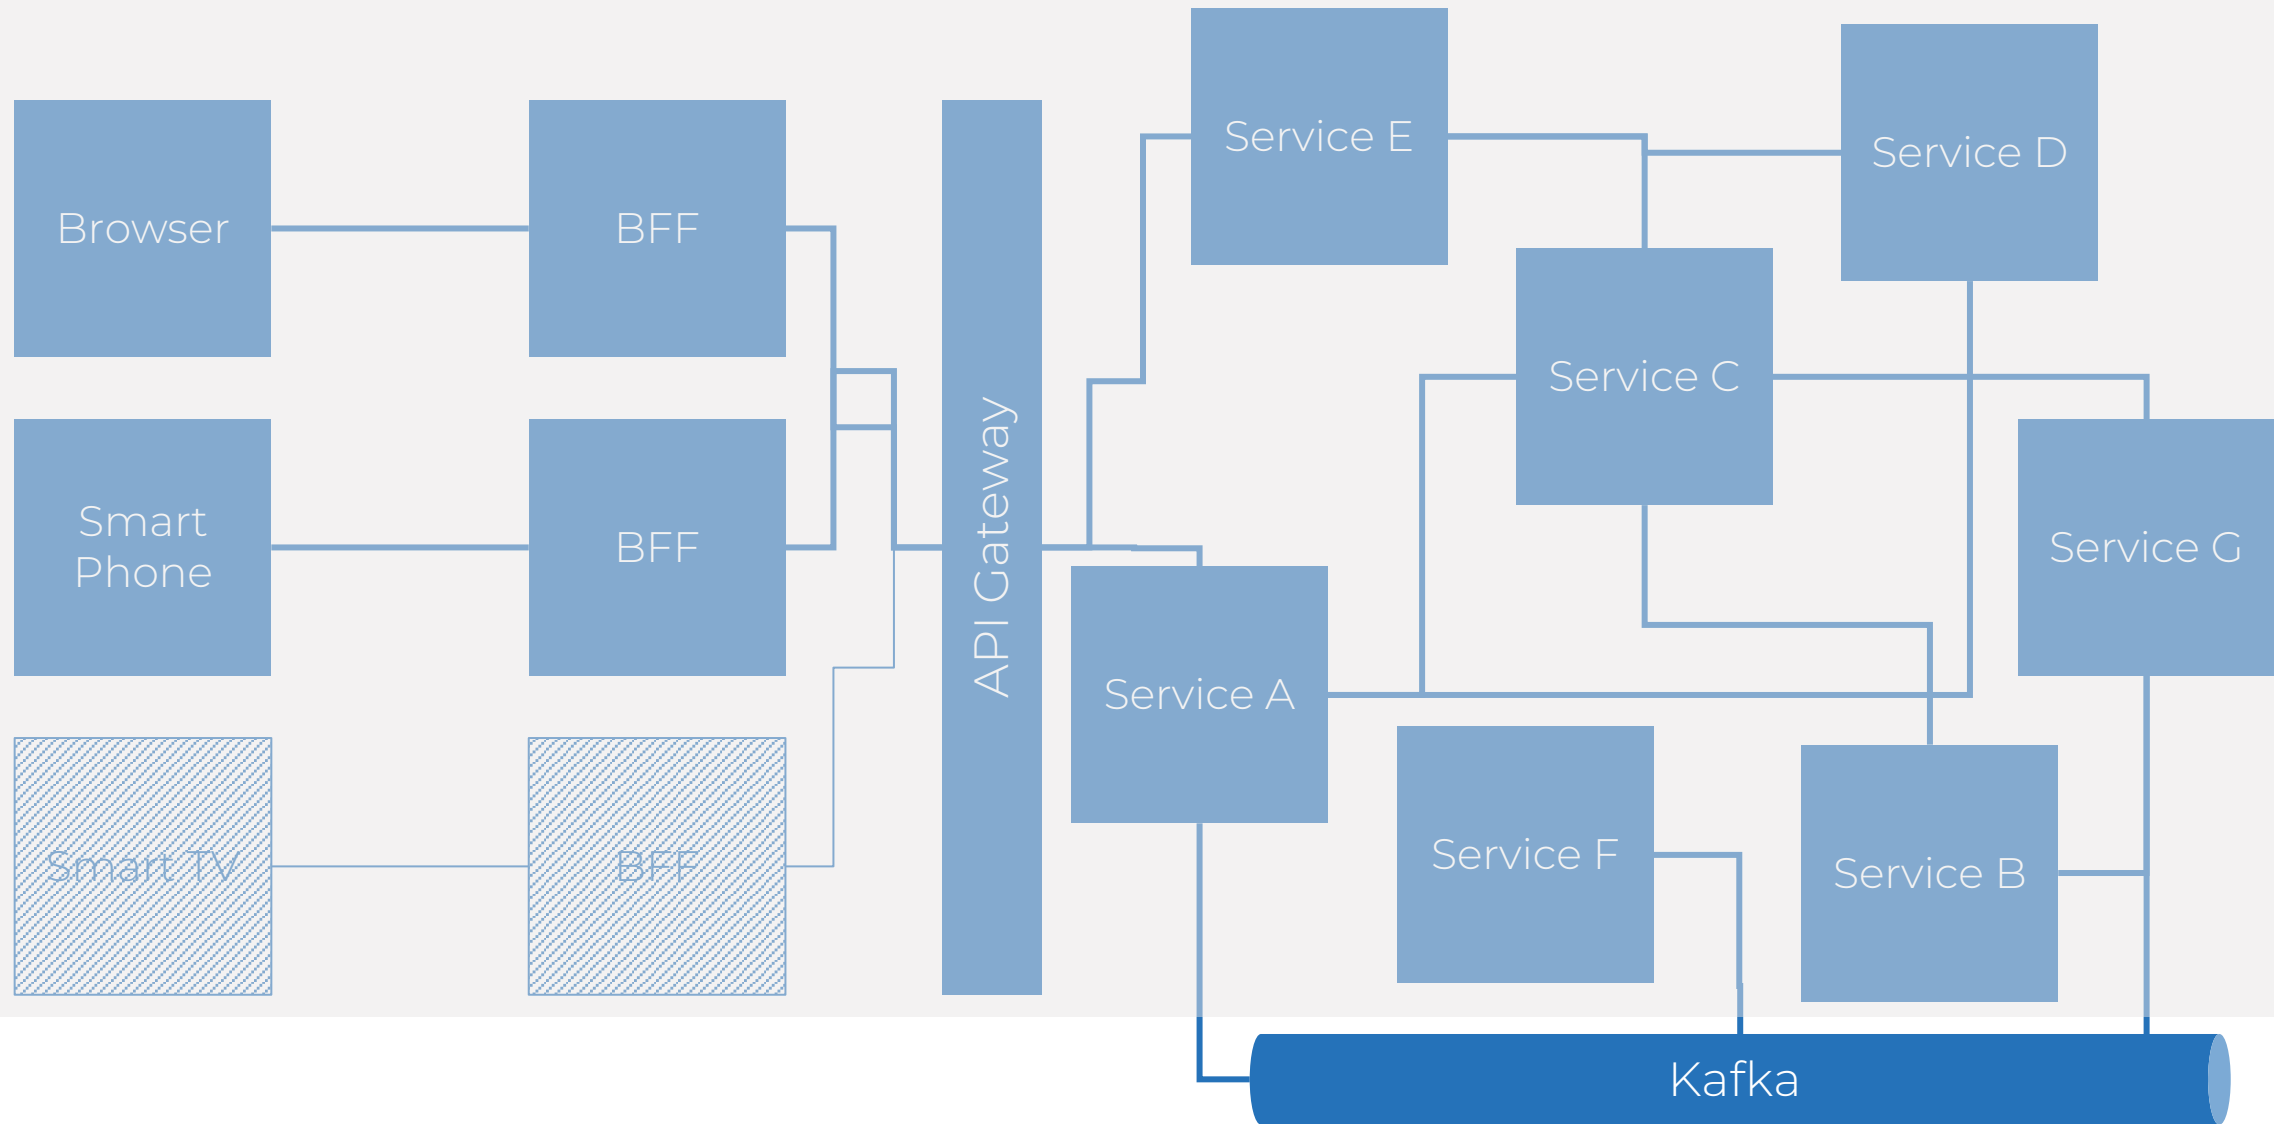 Browser
BFF
Smart
Phone
BFF
Smart TV
BFF
API Gateway
Service E
Service D
Service C
Service G
Service A
Service F
Service B
Kafka